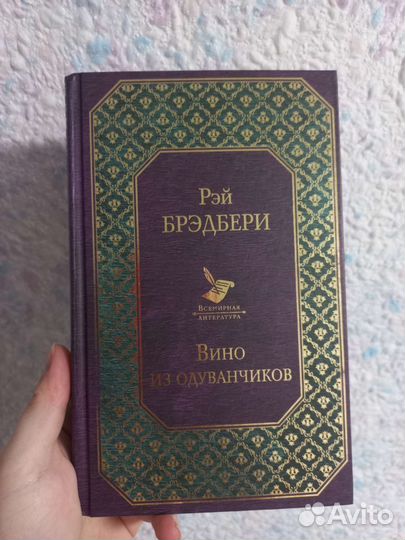 Рэй
БРЭДБЕРИ
Всемирная
литература
Вино
из одуванчиков
Avito